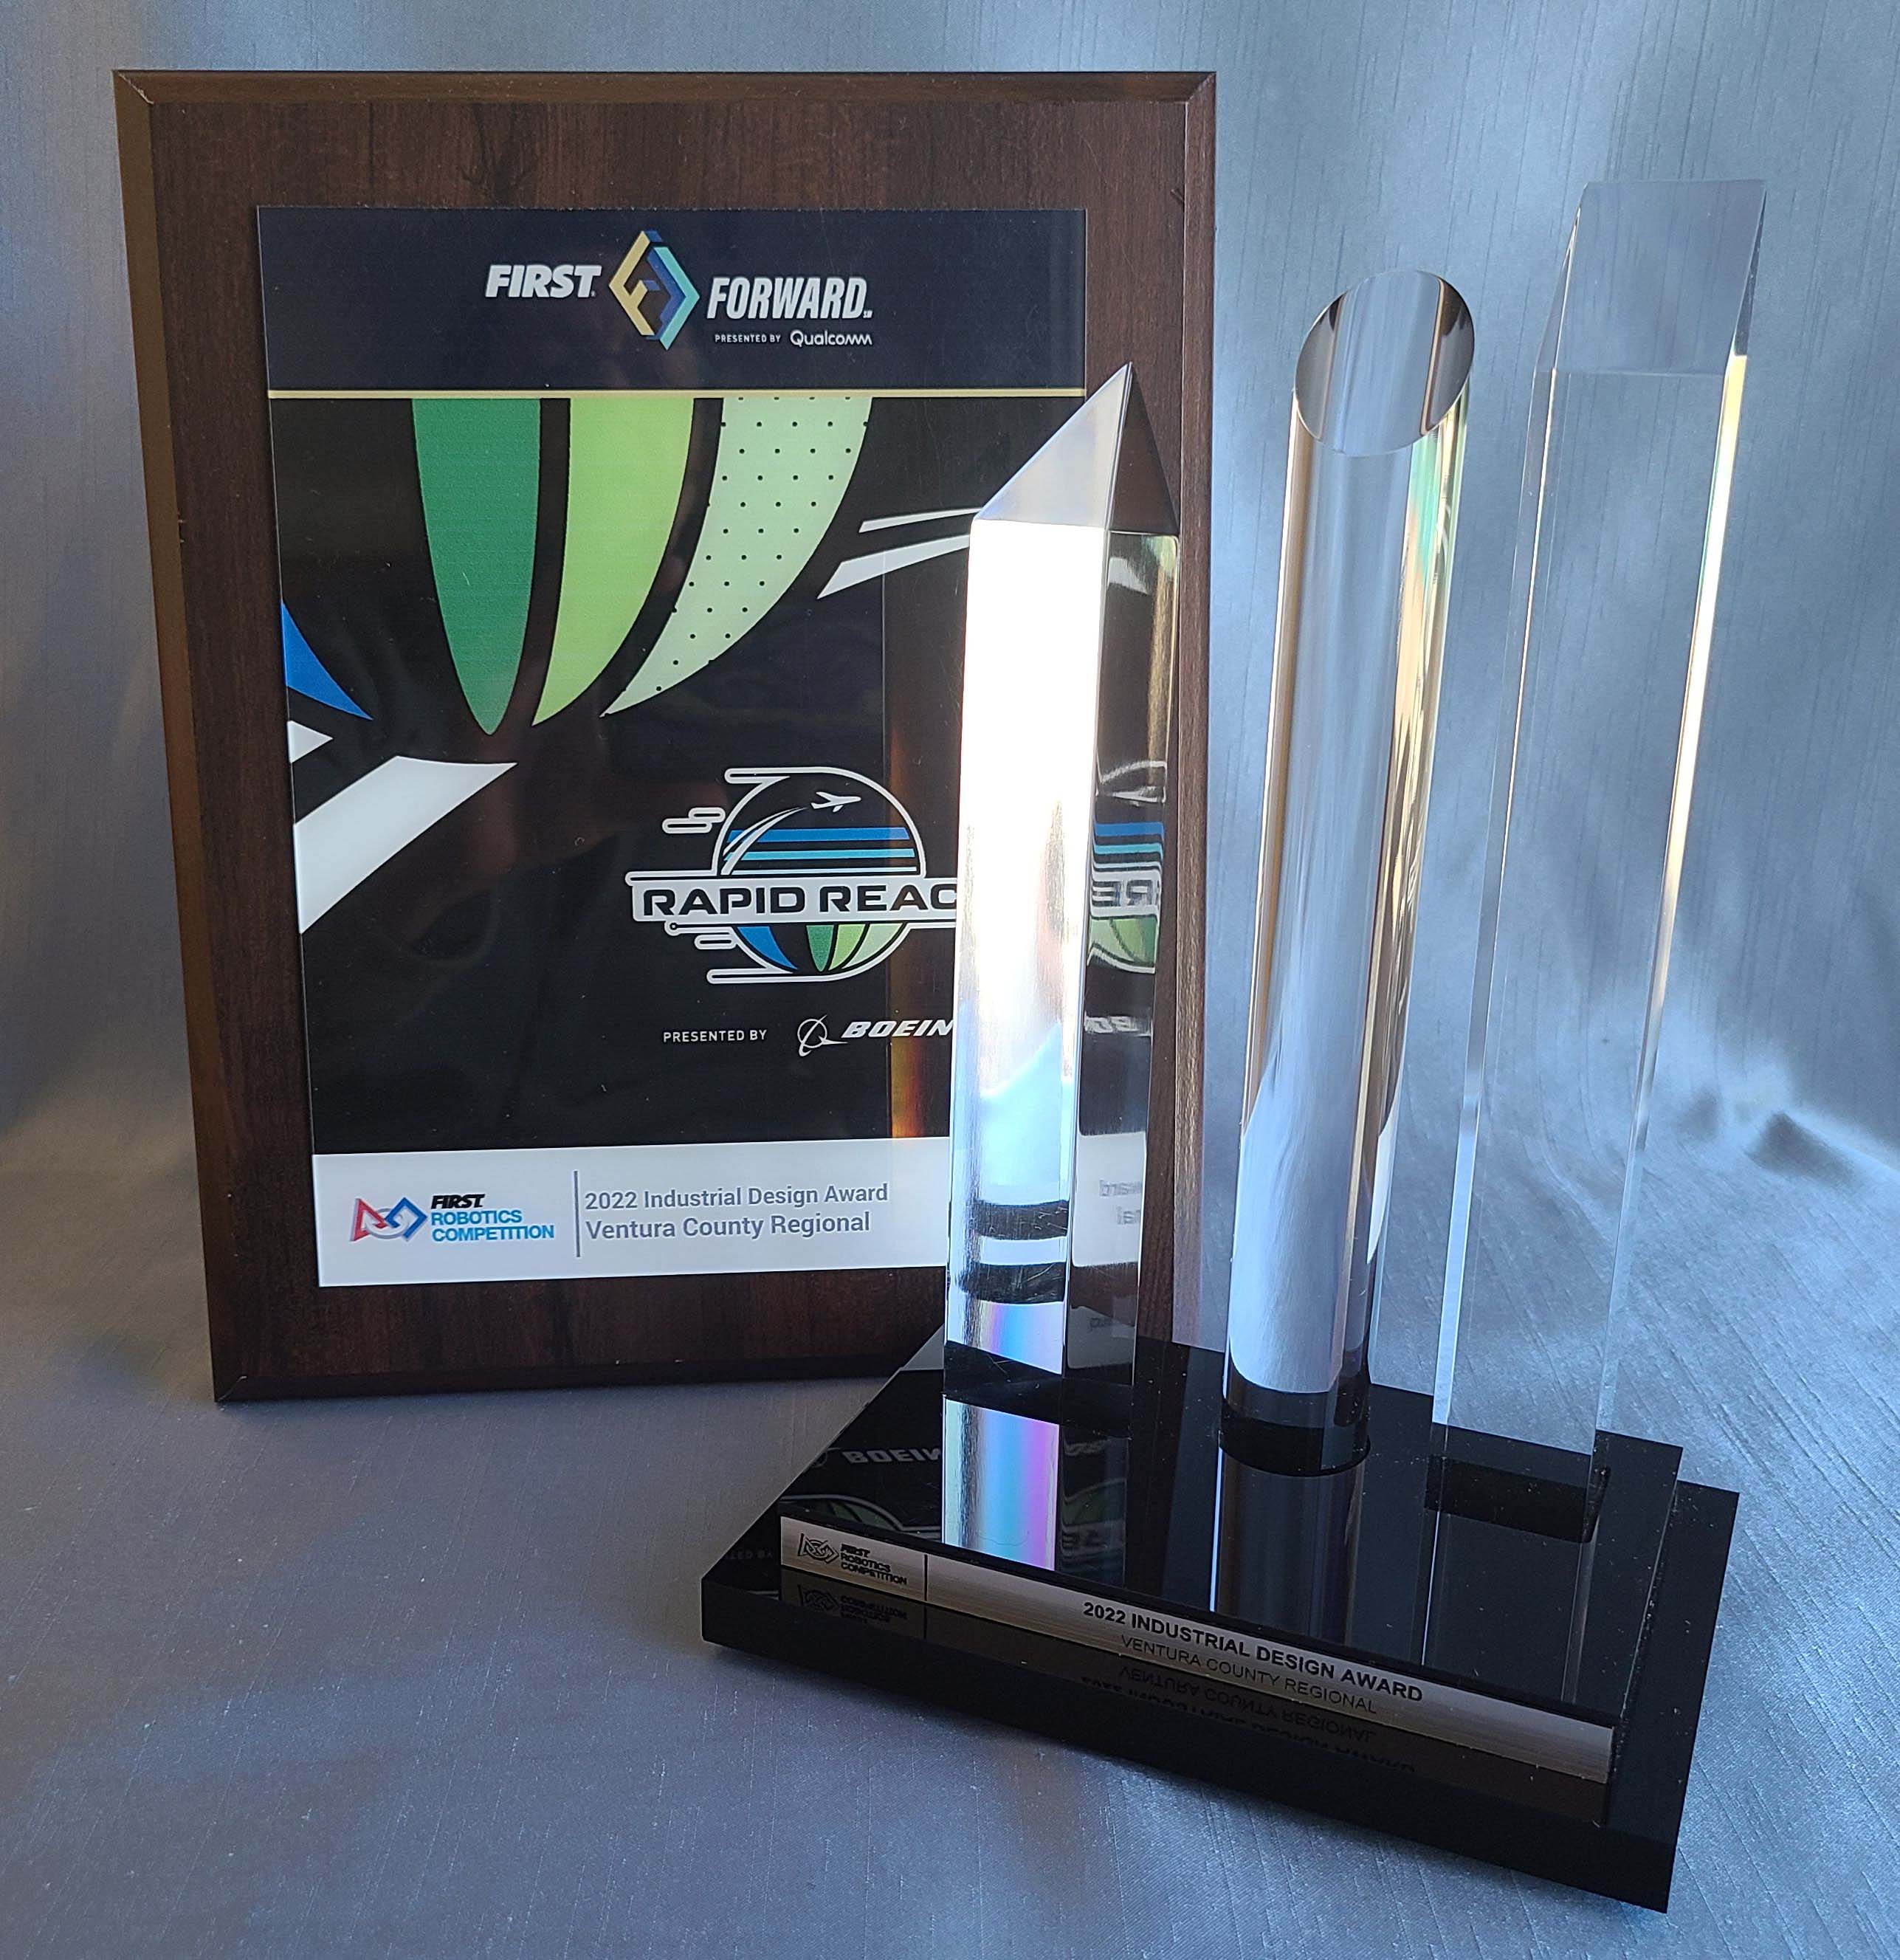 FIRST FORWARD
PRESENTED BY Qualcomm
RAPID REAC
PRESENTED BY BOEIN
FIRST
ROBOTICS
COMPETITION
2022 Industrial Design Award
Ventura County Regional
FIRST
ROBOTICS
COMPETITION
2022 INDUSTRIAL DESIGN AWARD
VENTURA COUNTY REGIONAL